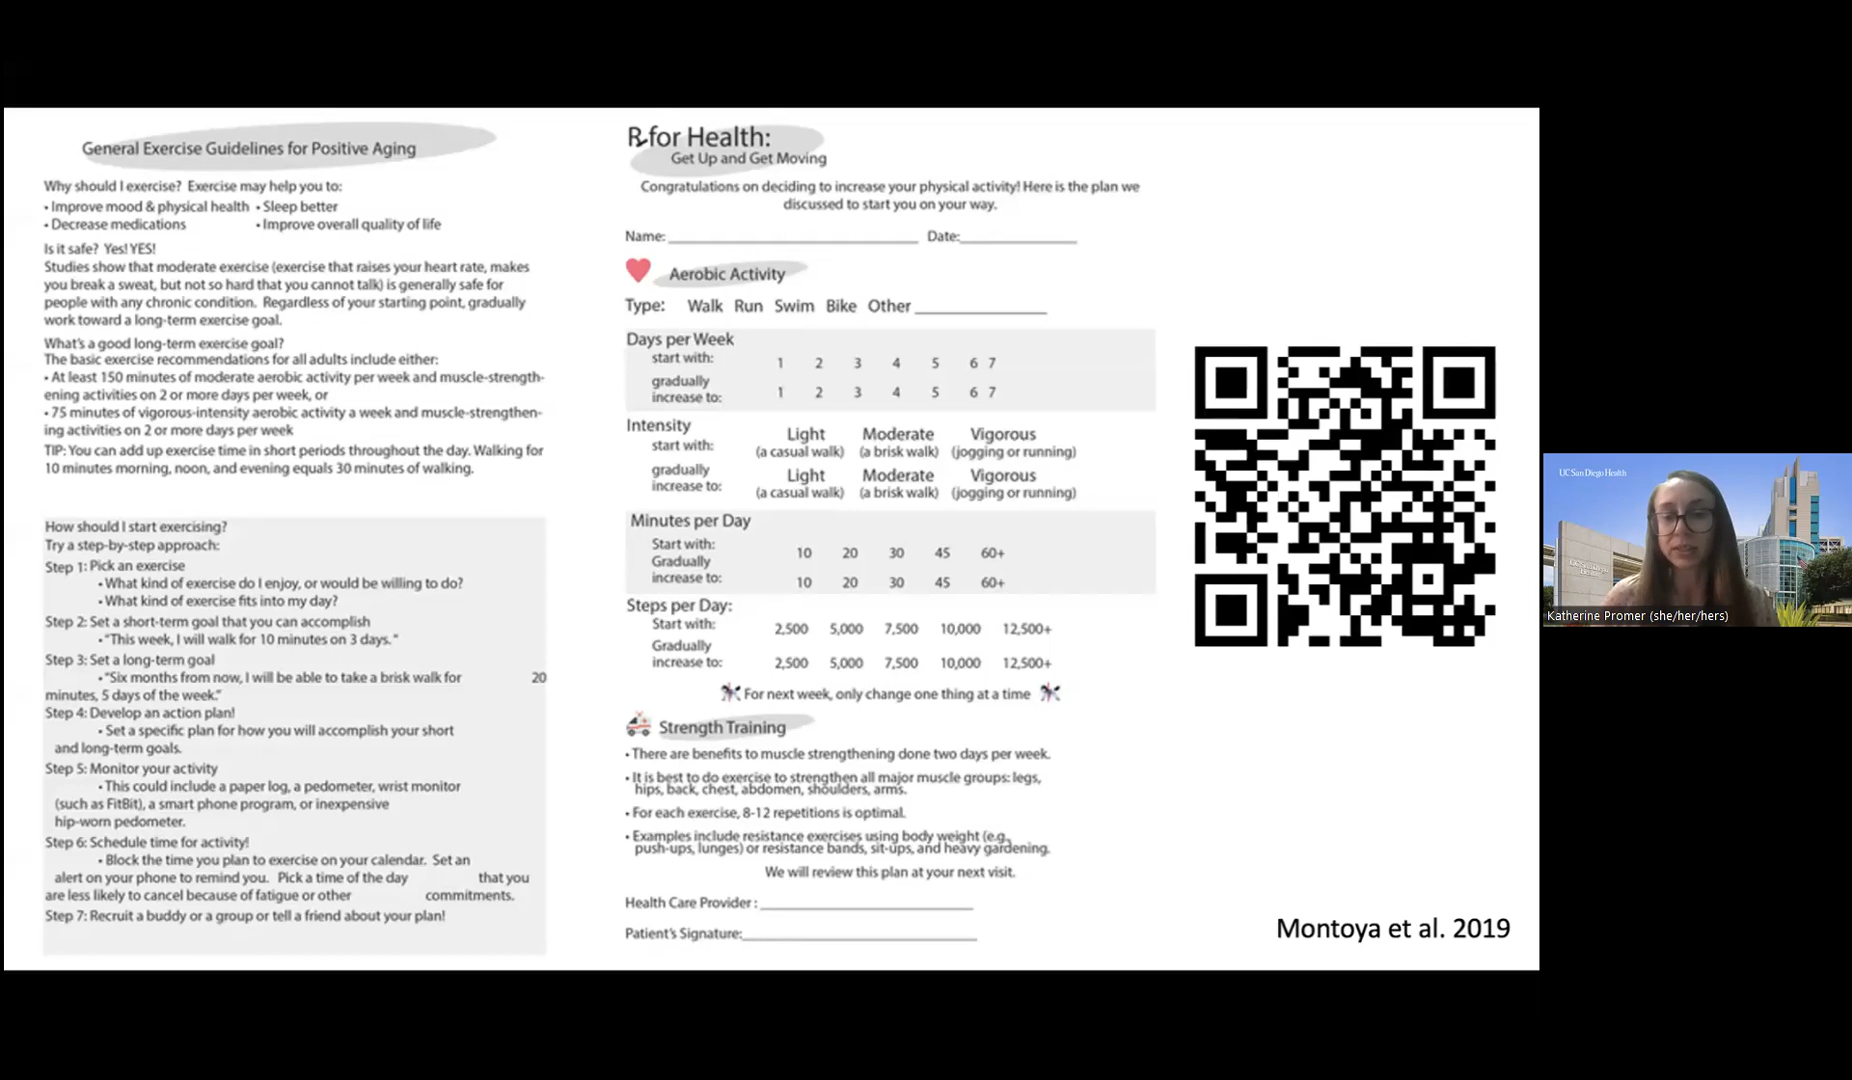 General Exercise Guidelines for Positive Aging
Why should I exercise? Exercise may help you to:
• Improve mood & physical health • Sleep better
• Decrease medications • Improve overall quality of life
Is it safe? Yes! YES!
Studies show that moderate exercise (exercise that raises your heart rate, makes
you break a sweat, but not so hard that you cannot talk) is generally safe for
people with any chronic condition. Regardless of your starting point, gradually
work toward a long-term exercise goal.
What's a good long-term exercise goal?
The basic exercise recommendations for all adults include either:
• At least 150 minutes of moderate aerobic activity per week and muscle-strength-
ening activities on 2 or more days per week, or
• 75 minutes of vigorous-intensity aerobic activity a week and muscle-strengthen-
ing activities on 2 or more days per week
TIP: You can add up exercise time in short periods throughout the day. Walking for
10 minutes morning, noon, and evening equals 30 minutes of walking.
How should I start exercising?
Try a step-by-step approach:
Step 1: Pick an exercise
• What kind of exercise do I enjoy, or would be willing to do?
• What kind of exercise fits into my day?
Step 2: Set a short-term goal that you can accomplish
• "This week, I will walk for 10 minutes on 3 days."
Step 3: Set a long-term goal
• "Six months from now, I will be able to take a brisk walk for 20
minutes, 5 days of the week."
Step 4: Develop an action plan!
• Set a specific plan for how you will accomplish your short
and long-term goals.
Step 5: Monitor your activity
• This could include a paper log, a pedometer, wrist monitor
(such as FitBit), a smart phone program, or inexpensive
hip-worn pedometer.
Step 6: Schedule time for activity!
• Block the time you plan to exercise on your calendar. Set an
alert on your phone to remind you. Pick a time of the day that you
are less likely to cancel because of fatigue or other commitments.
Step 7: Recruit a buddy or a group or tell a friend about your plan!
℞ for Health:
Get Up and Get Moving
Congratulations on deciding to increase your physical activity! Here is the plan we
discussed to start you on your way.
Name: Date:
Aerobic Activity
Type: Walk Run Swim Bike Other
Days per Week
start with: 1 2 3 4 5 6 7
gradually
increase to: 1 2 3 4 5 6 7
Intensity
start with: Light Moderate Vigorous
(a casual walk) (a brisk walk) (jogging or running)
gradually
increase to: Light Moderate Vigorous
(a casual walk) (a brisk walk) (jogging or running)
Minutes per Day
Start with: 10 20 30 45 60+
Gradually
increase to: 10 20 30 45 60+
Steps per Day:
Start with: 2,500 5,000 7,500 10,000 12,500+
Gradually
increase to: 2,500 5,000 7,500 10,000 12,500+
For next week, only change one thing at a time
Strength Training
• There are benefits to muscle strengthening done two days per week.
• It is best to do exercise to strengthen all major muscle groups: legs,
hips, back, chest, abdomen, shoulders, arms.
• For each exercise, 8-12 repetitions is optimal.
• Examples include resistance exercises using body weight (e.g.,
push-ups, lunges) or resistance bands, sit-ups, and heavy gardening.
We will review this plan at your next visit.
Health Care Provider :
Patient's Signature:
Montoya et al. 2019
UC San Diego Health
Katherine Promer (she/her/hers)